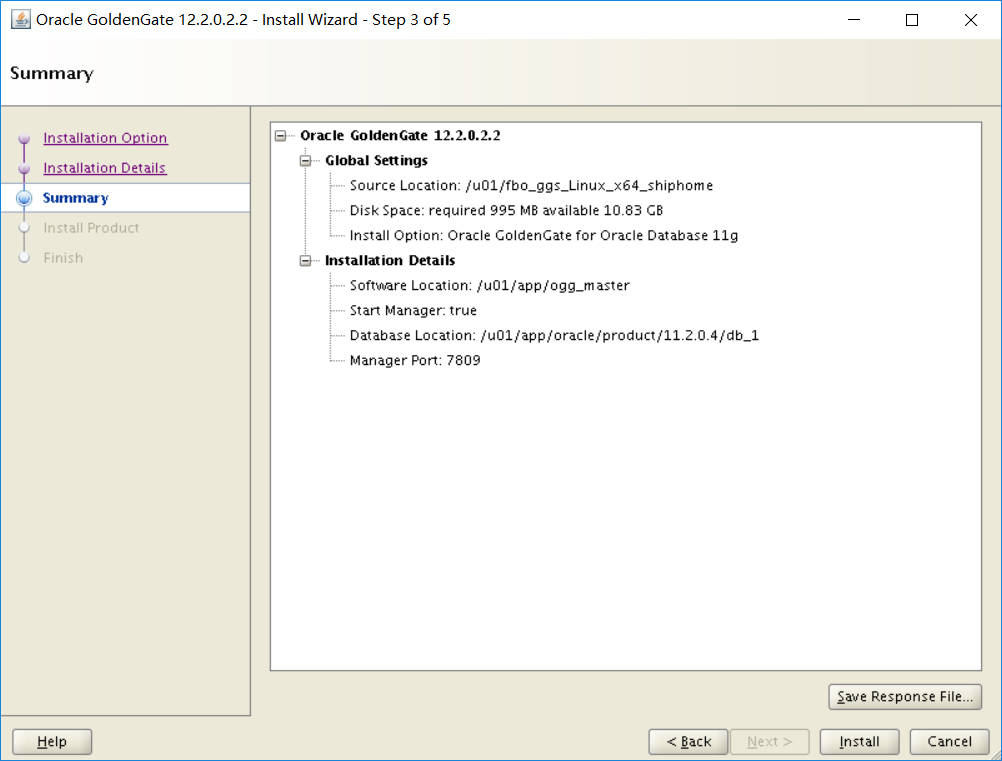 Oracle GoldenGate 12.2.0.2.2 - Install Wizard - Step 3 of 5
Summary
Installation Option
Installation Details
Summary
Install Product
Finish
Oracle GoldenGate 12.2.0.2.2
Global Settings
Source Location: /u01/fbo_ggs_Linux_x64_shiphome
Disk Space: required 995 MB available 10.83 GB
Install Option: Oracle GoldenGate for Oracle Database 11g
Installation Details
Software Location: /u01/app/ogg_master
Start Manager: true
Database Location: /u01/app/oracle/product/11.2.0.4/db_1
Manager Port: 7809
Save Response File...
Help
< Back
Next >
Install
Cancel